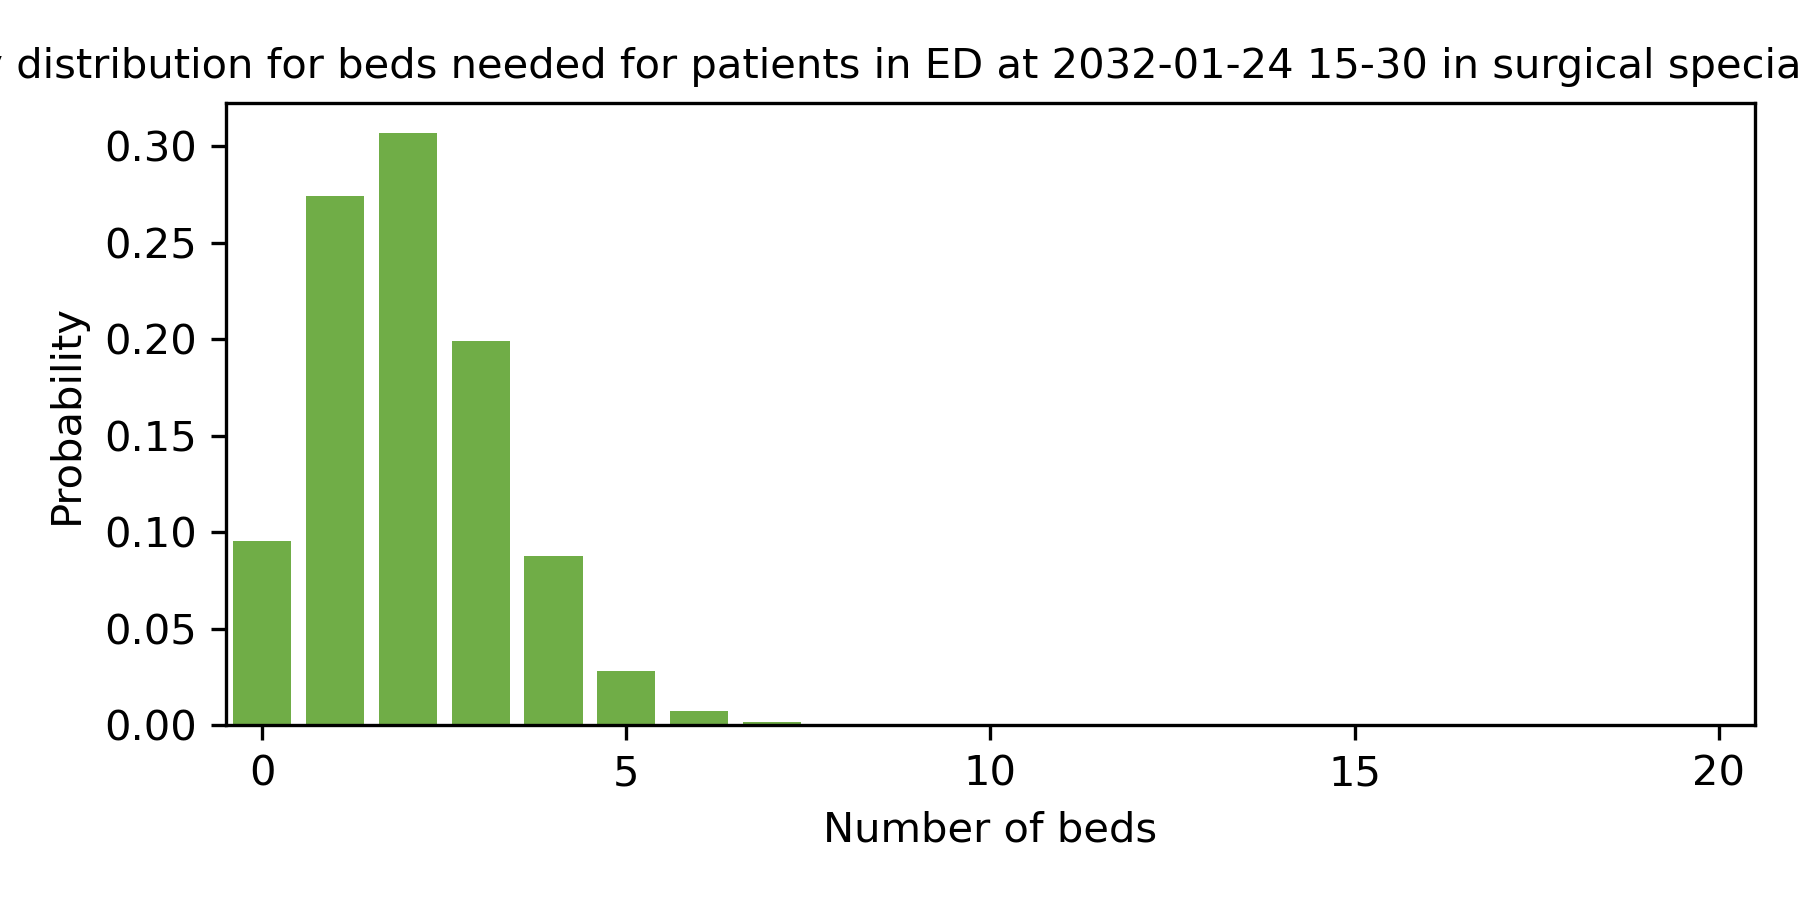 distribution for beds needed for patients in ED at 2032-01-24 15-30 in surgical specia
0.30
0.25
0.20
0.15
0.10
0.05
0.00
Probability
0 5 10 15 20
Number of beds